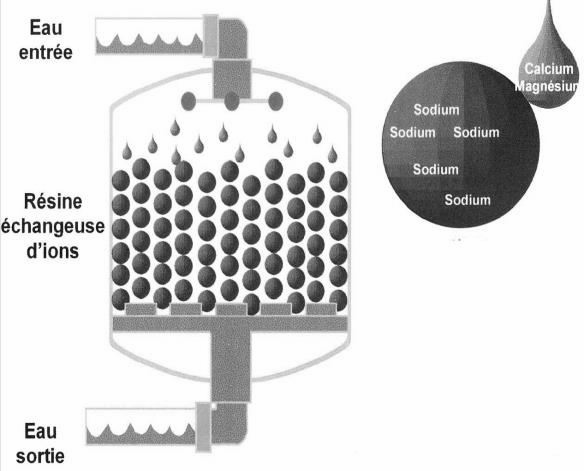 Eau
entrée
Résine
échangeuse
d'ions
Eau
sortie
Calcium
Magnésium
Sodium
Sodium Sodium
Sodium
Sodium